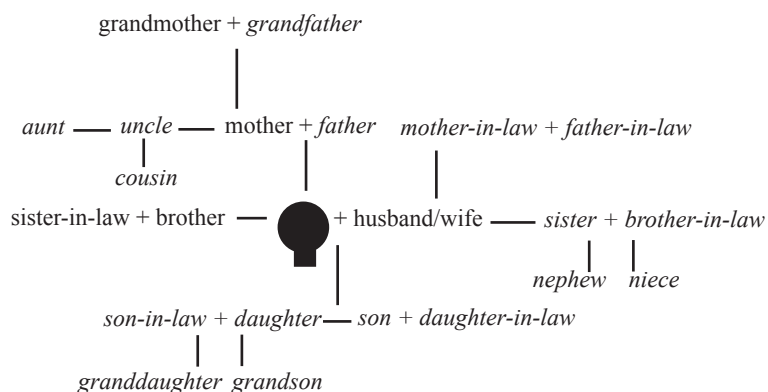 grandmother + grandfather
aunt uncle mother + father mother-in-law + father-in-law
cousin
sister-in-law + brother + husband/wife sister + brother-in-law
nephew niece
son-in-law + daughter son + daughter-in-law
granddaughter grandson